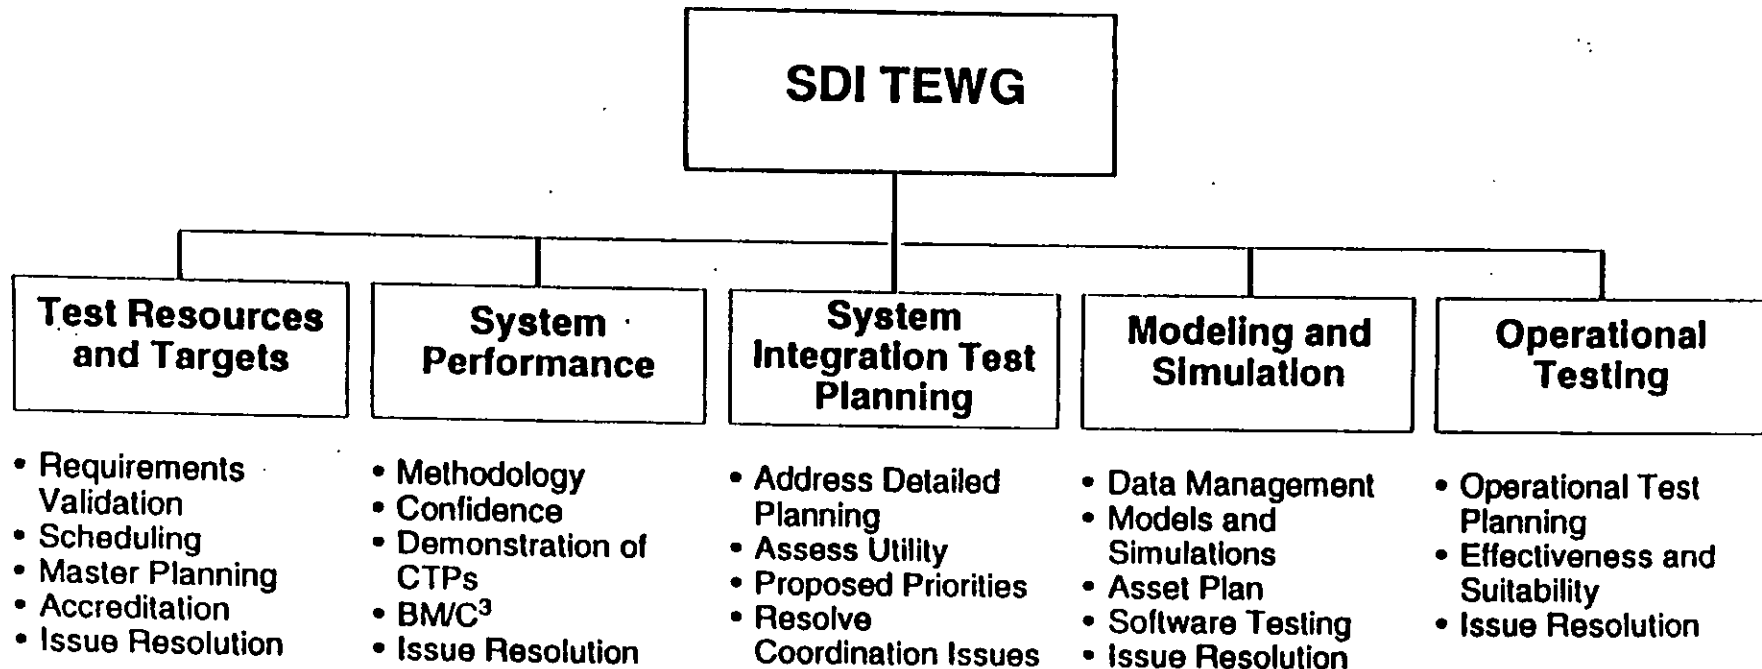 SDI TEWG
Test Resources
and Targets
System
Performance
System
Integration Test
Planning
Modeling and
Simulation
Operational
Testing
• Requirements
Validation
• Scheduling
• Master Planning
• Accreditation
• Issue Resolution
• Methodology
• Confidence
• Demonstration of
CTPs
• BM/C³
• Issue Resolution
• Address Detailed
Planning
• Assess Utility
• Proposed Priorities
• Resolve
Coordination Issues
• Data Management
• Models and
Simulations
• Asset Plan
• Software Testing
• Issue Resolution
• Operational Test
Planning
• Effectiveness and
Suitability
• Issue Resolution